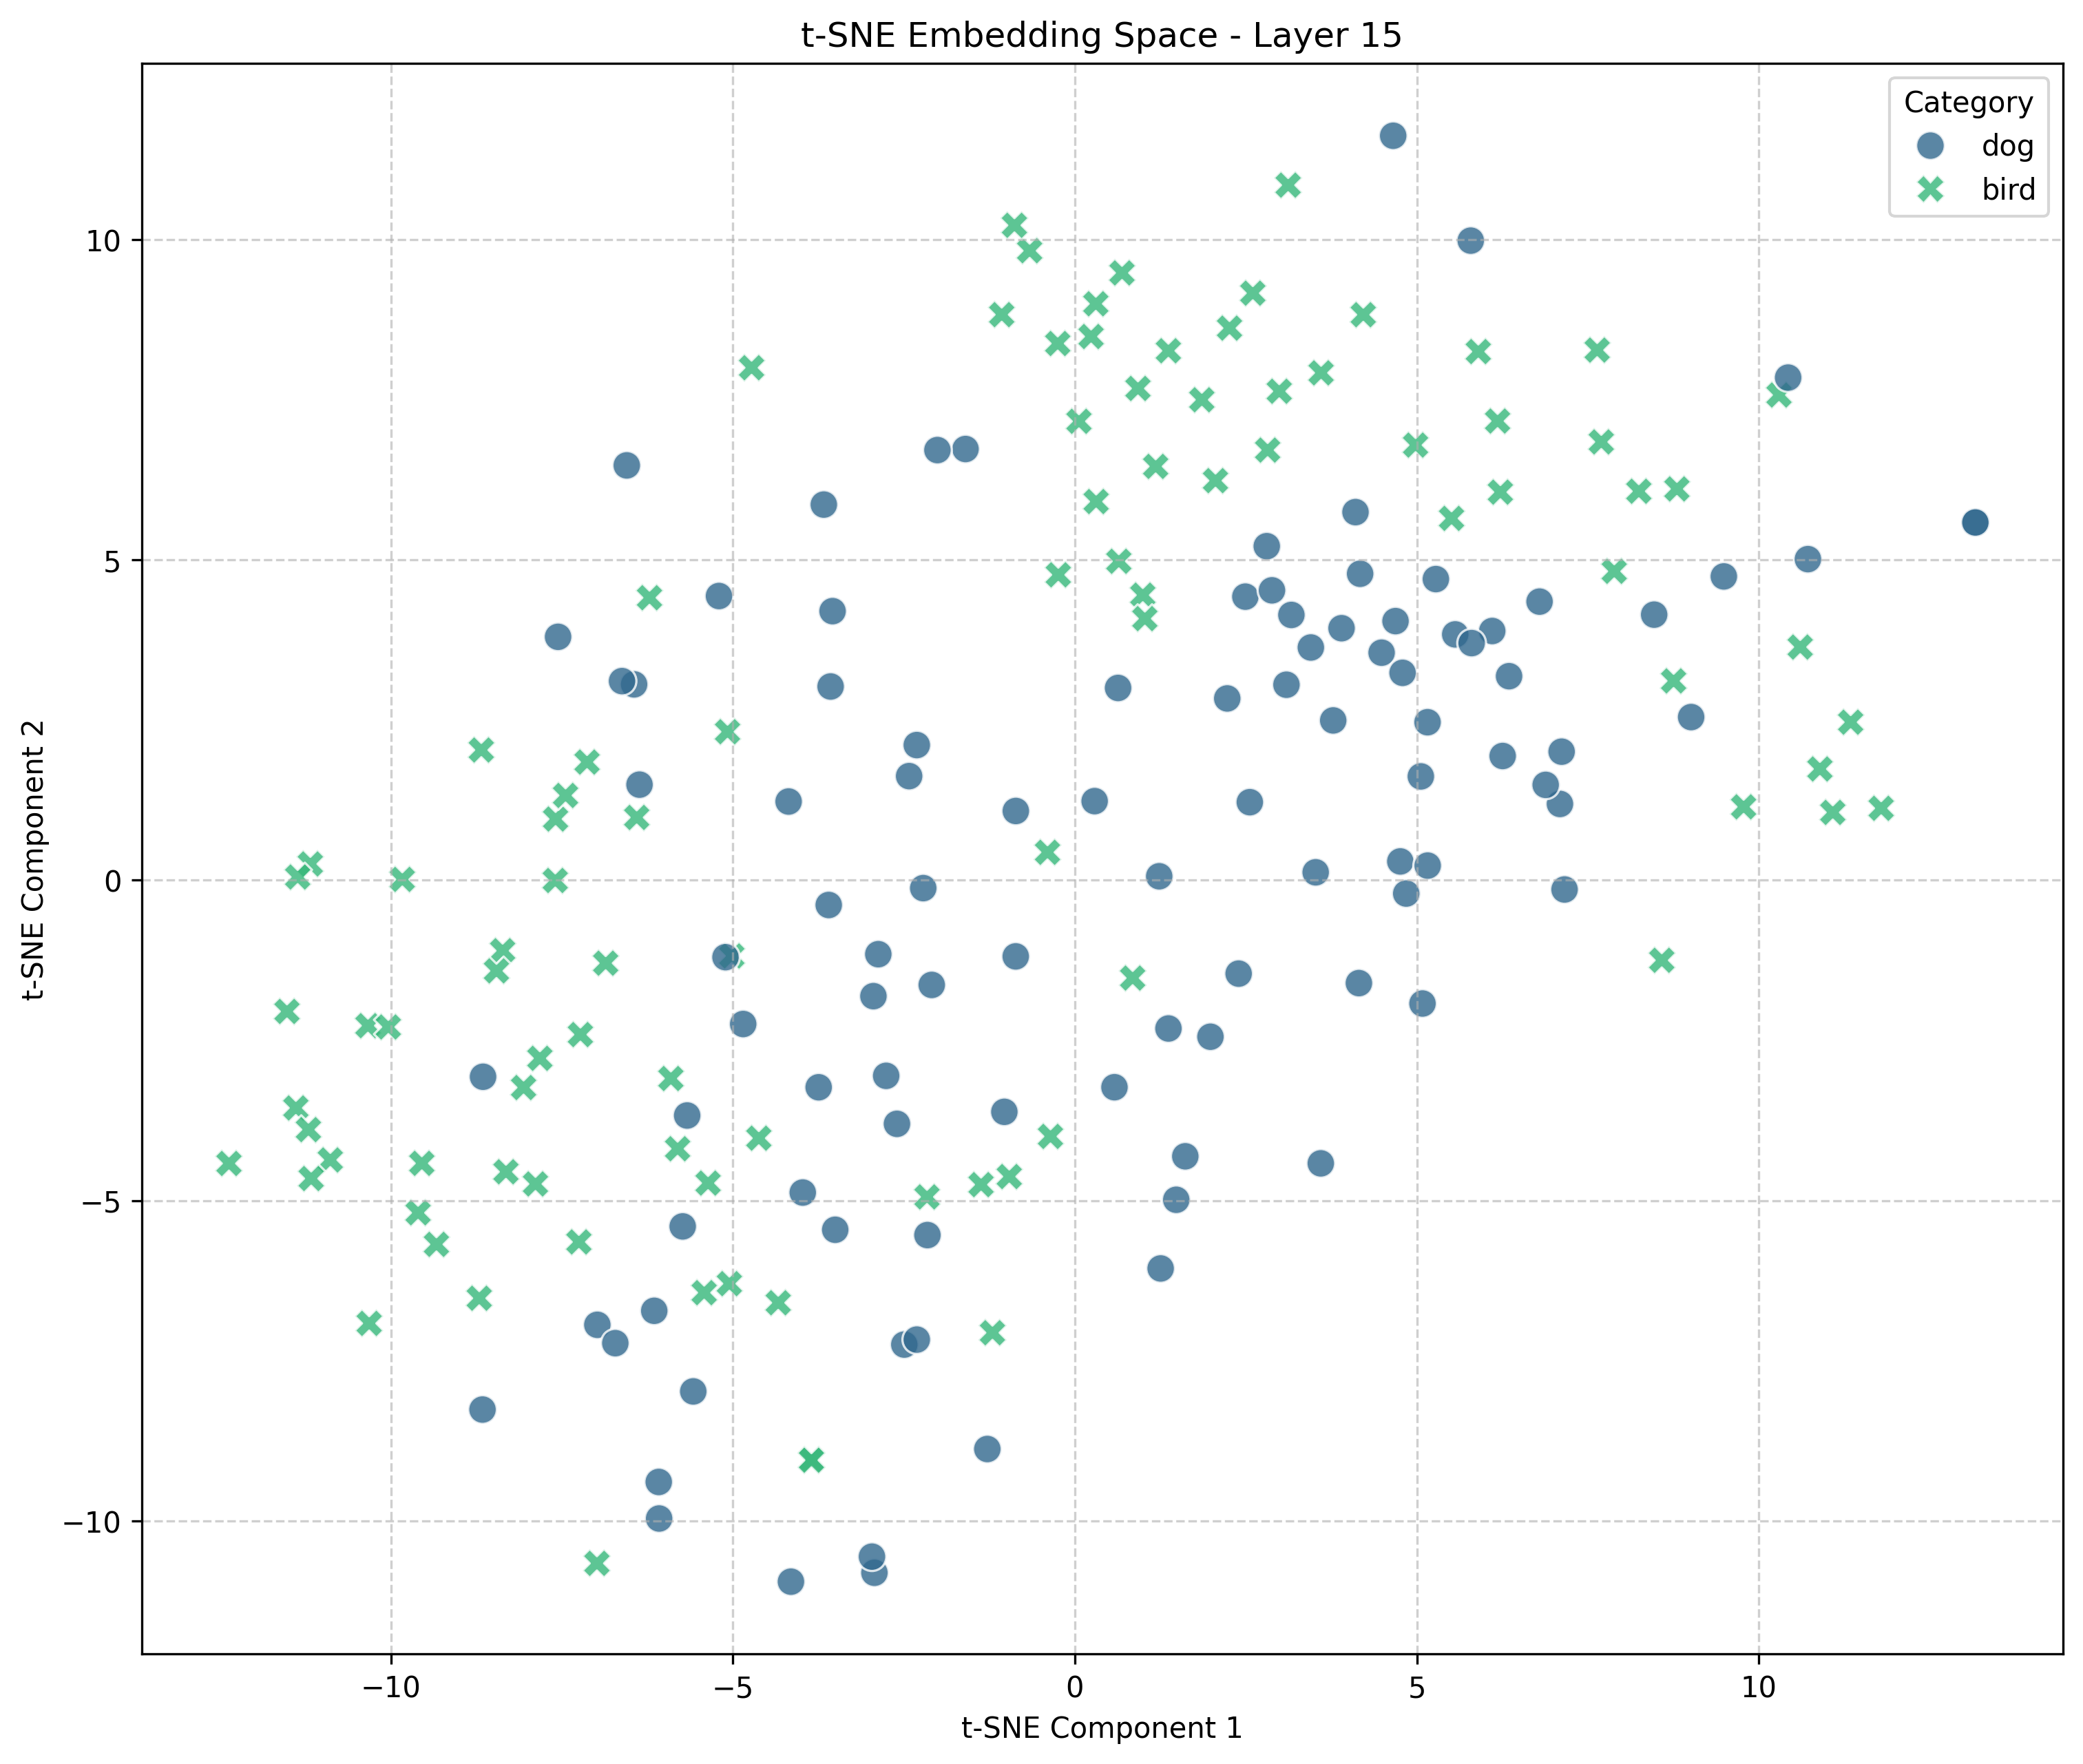 t-SNE Embedding Space - Layer 15
Category
dog
bird
10
5
0
−5
−10
t-SNE Component 2
−10
−5
0
5
10
t-SNE Component 1